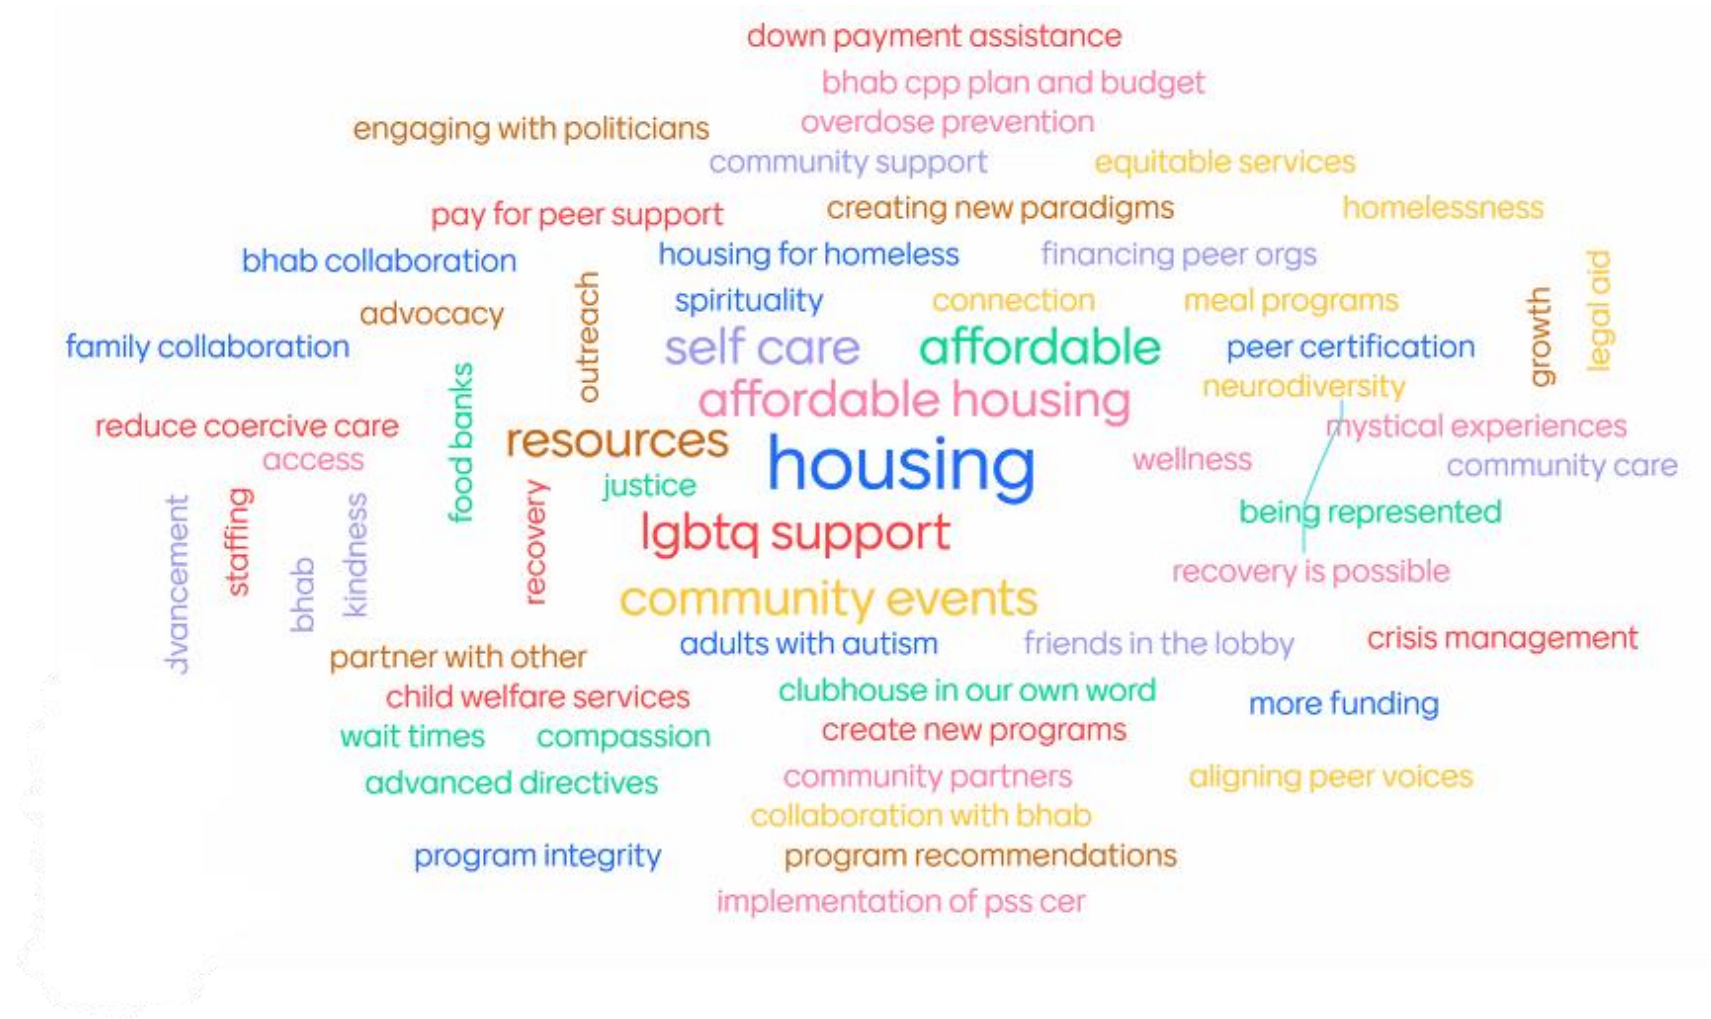 down payment assistance
bhab cpp plan and budget
overdose prevention
engaging with politicians
community support
equitable services
pay for peer support
creating new paradigms
homelessness
bhab collaboration
housing for homeless
financing peer orgs
outreach
spirituality
connection
meal programs
growth
legal aid
advocacy
family collaboration
self care
affordable
peer certification
neurodiversity
affordable housing
food banks
reduce coercive care
access
resources
housing
mystical experiences
wellness
community care
justice
recovery
dvancement
staffing
bhab
kindness
lgbtq support
being represented
recovery is possible
community events
adults with autism
friends in the lobby
crisis management
partner with other
child welfare services
clubhouse in our own word
more funding
wait times
compassion
create new programs
advanced directives
community partners
aligning peer voices
collaboration with bhab
program integrity
program recommendations
implementation of pss cer